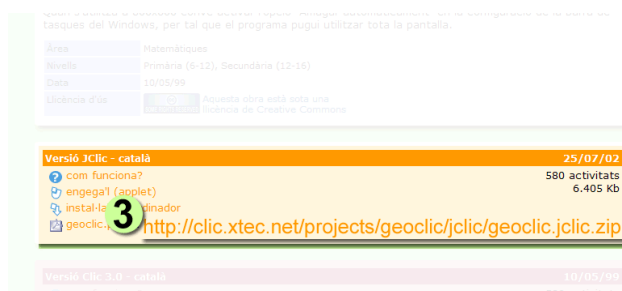 tasques del Windows, per tal que el programa pugui utilitzar tota la pantalla.
Àrea Matemàtiques
Nivells Primària (6-12), Secundària (12-16)
Data 10/05/99
Llicència d'ús Aquesta obra està sota una
llicència de Creative Commons
Versió JClic - català 25/07/02
com funciona? 580 activitats
engega'l (applet) 6.405 Kb
instal·la dinador
geoclic.
3
http://clic.xtec.net/projects/geoclic/jclic/geoclic.jclic.zip
Versió Clic 3.0 - català 10/05/99